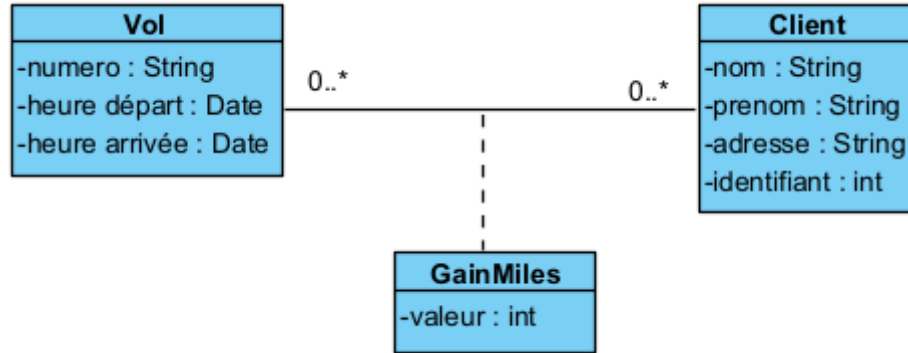 Vol
-numero : String
-heure départ : Date
-heure arrivée : Date
0..*
0..*
Client
-nom : String
-prenom : String
-adresse : String
-identifiant : int
GainMiles
-valeur : int